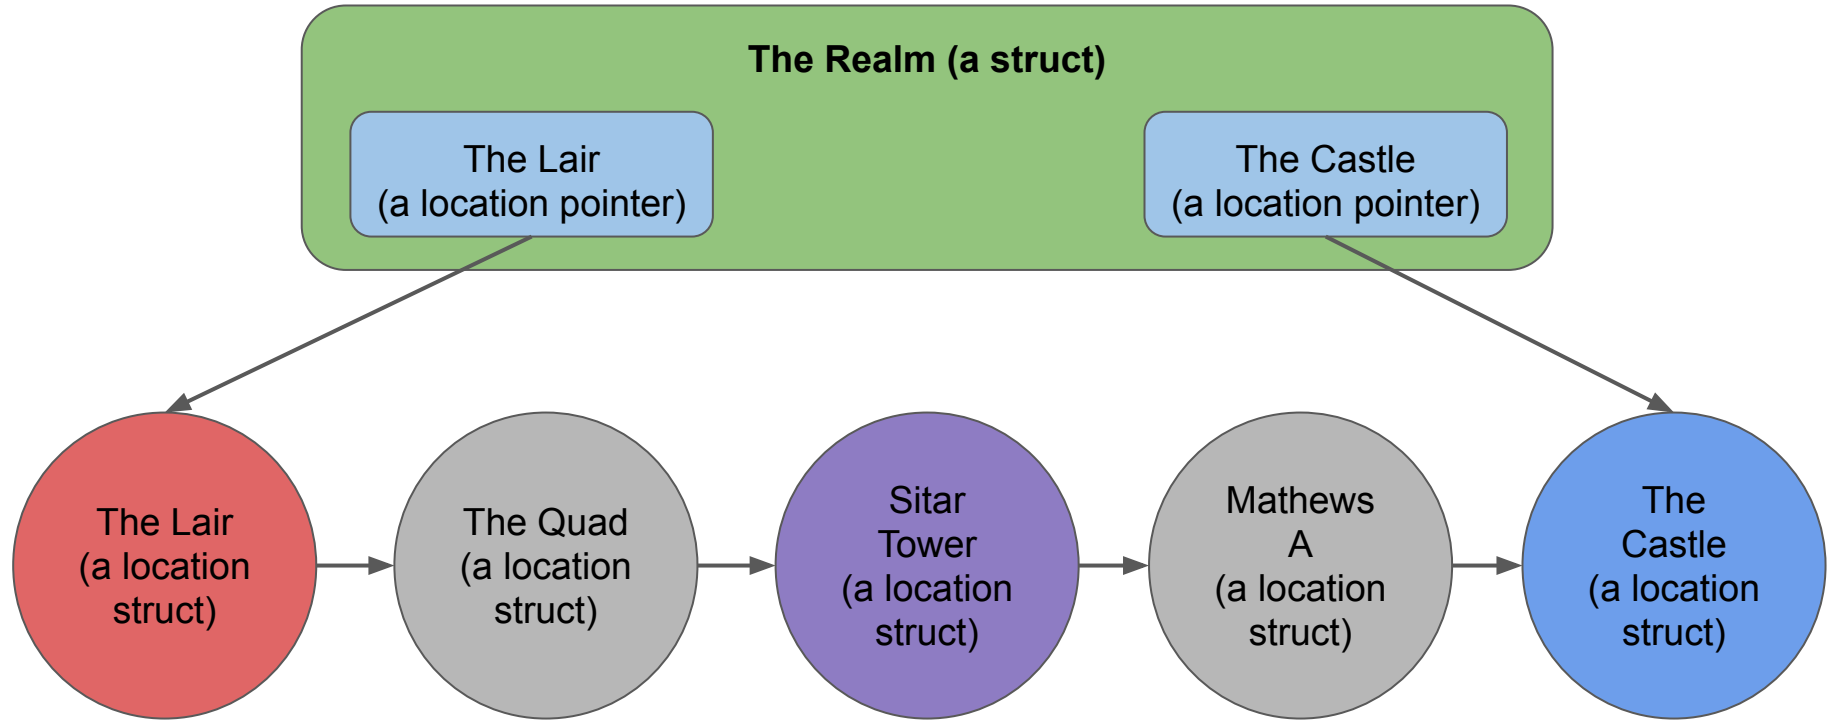 The Realm (a struct)
The Lair
(a location pointer)
The Castle
(a location pointer)
The Lair
(a location
struct)
The Quad
(a location
struct)
Sitar
Tower
(a location
struct)
Mathews
A
(a location
struct)
The
Castle
(a location
struct)